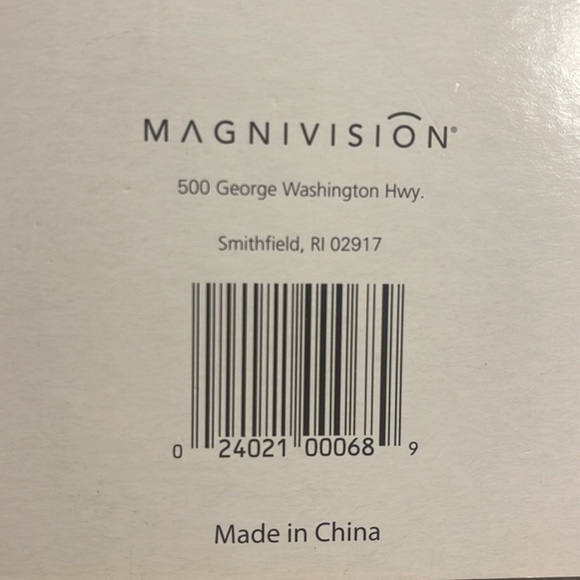 MAGNIVISION®
500 George Washington Hwy.
Smithfield, RI 02917
0 24021 00068 9
Made in China